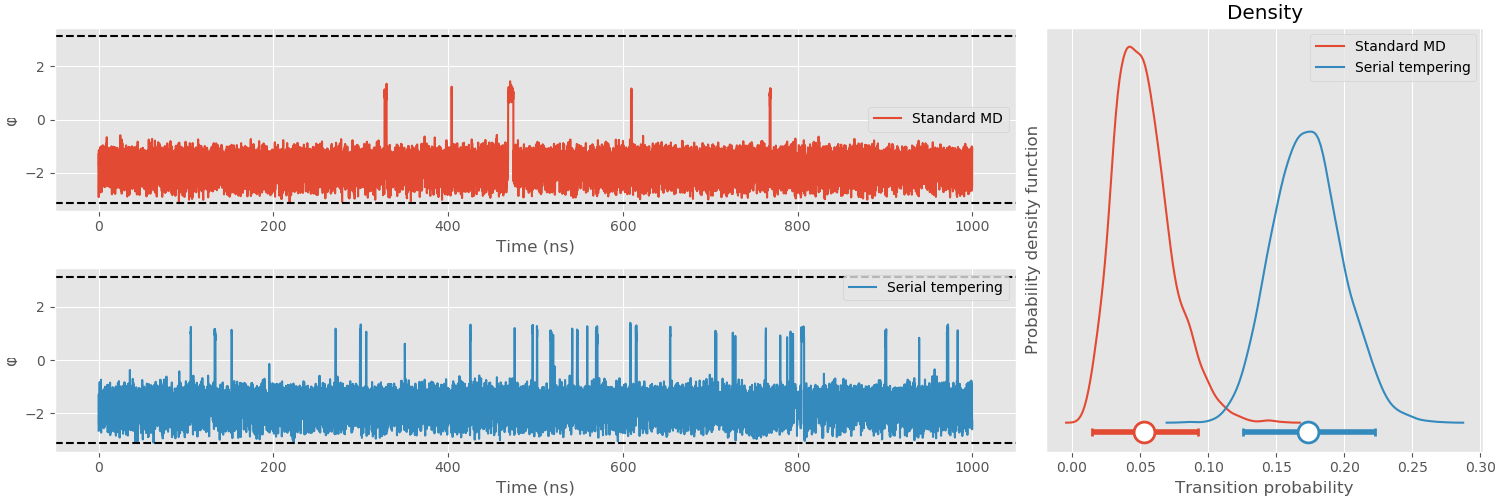 φ
2
0
−2
Standard MD
0
200
400
600
800
1000
Time (ns)
φ
2
0
−2
Serial tempering
0
200
400
600
800
1000
Time (ns)
Density
Probability density function
Standard MD
Serial tempering
0.00
0.05
0.10
0.15
0.20
0.25
0.30
Transition probability